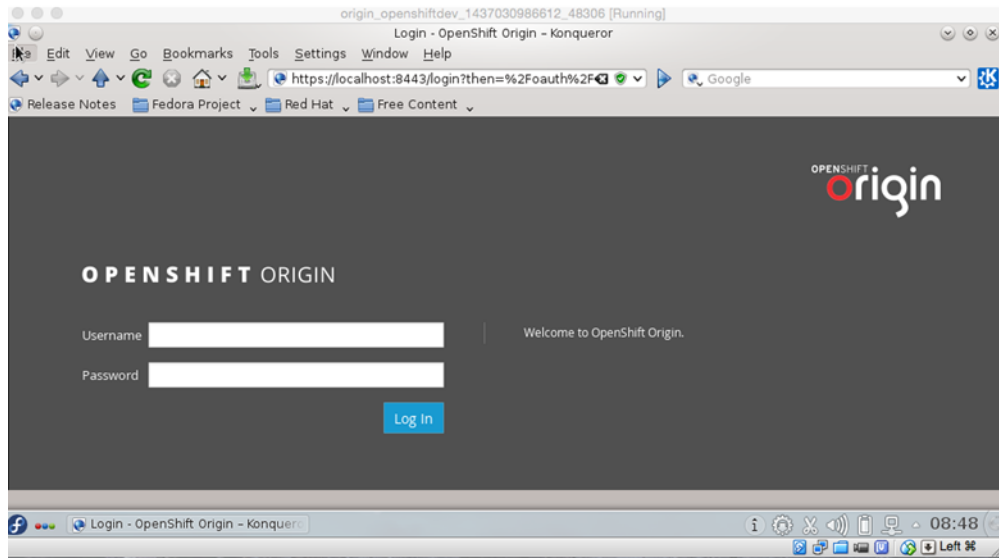 origin_openshiftdev_1437030986612_48306 [Running]
Login - OpenShift Origin – Konqueror
Edit View Go Bookmarks Tools Settings Window Help
https://localhost:8443/login?then=%2Foauth%2F
Google
Release Notes Fedora Project Red Hat Free Content
OPENSHIFT
origin
OPENSHIFT ORIGIN
Username
Welcome to OpenShift Origin.
Password
Log In
Login - OpenShift Origin – Konquero
08:48
Left ⌘